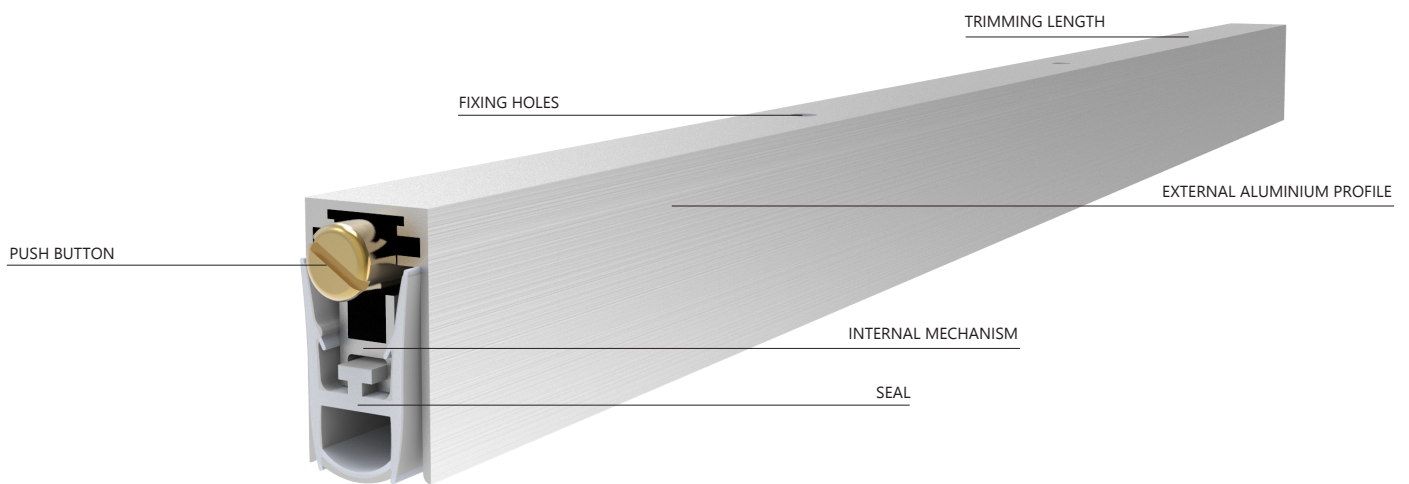 TRIMMING LENGTH
FIXING HOLES
EXTERNAL ALUMINIUM PROFILE
PUSH BUTTON
INTERNAL MECHANISM
SEAL